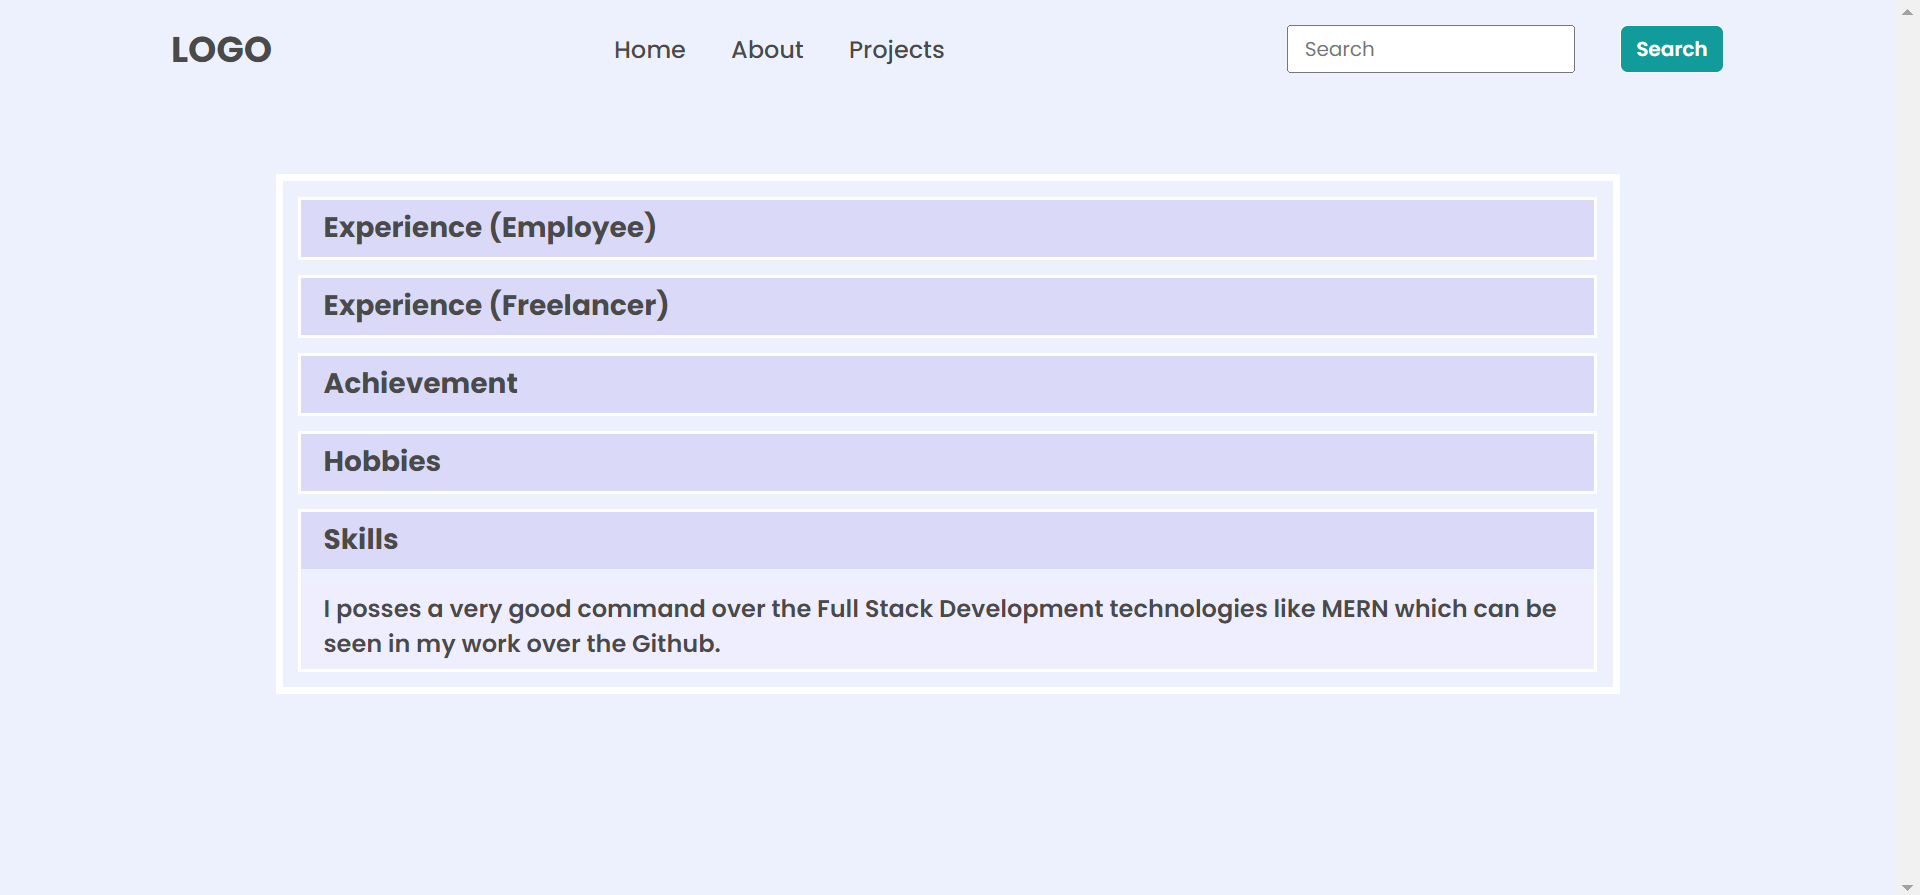 LOGO
Home About Projects
Search
Search
Experience (Employee)
Experience (Freelancer)
Achievement
Hobbies
Skills
I posses a very good command over the Full Stack Development technologies like MERN which can be
seen in my work over the Github.